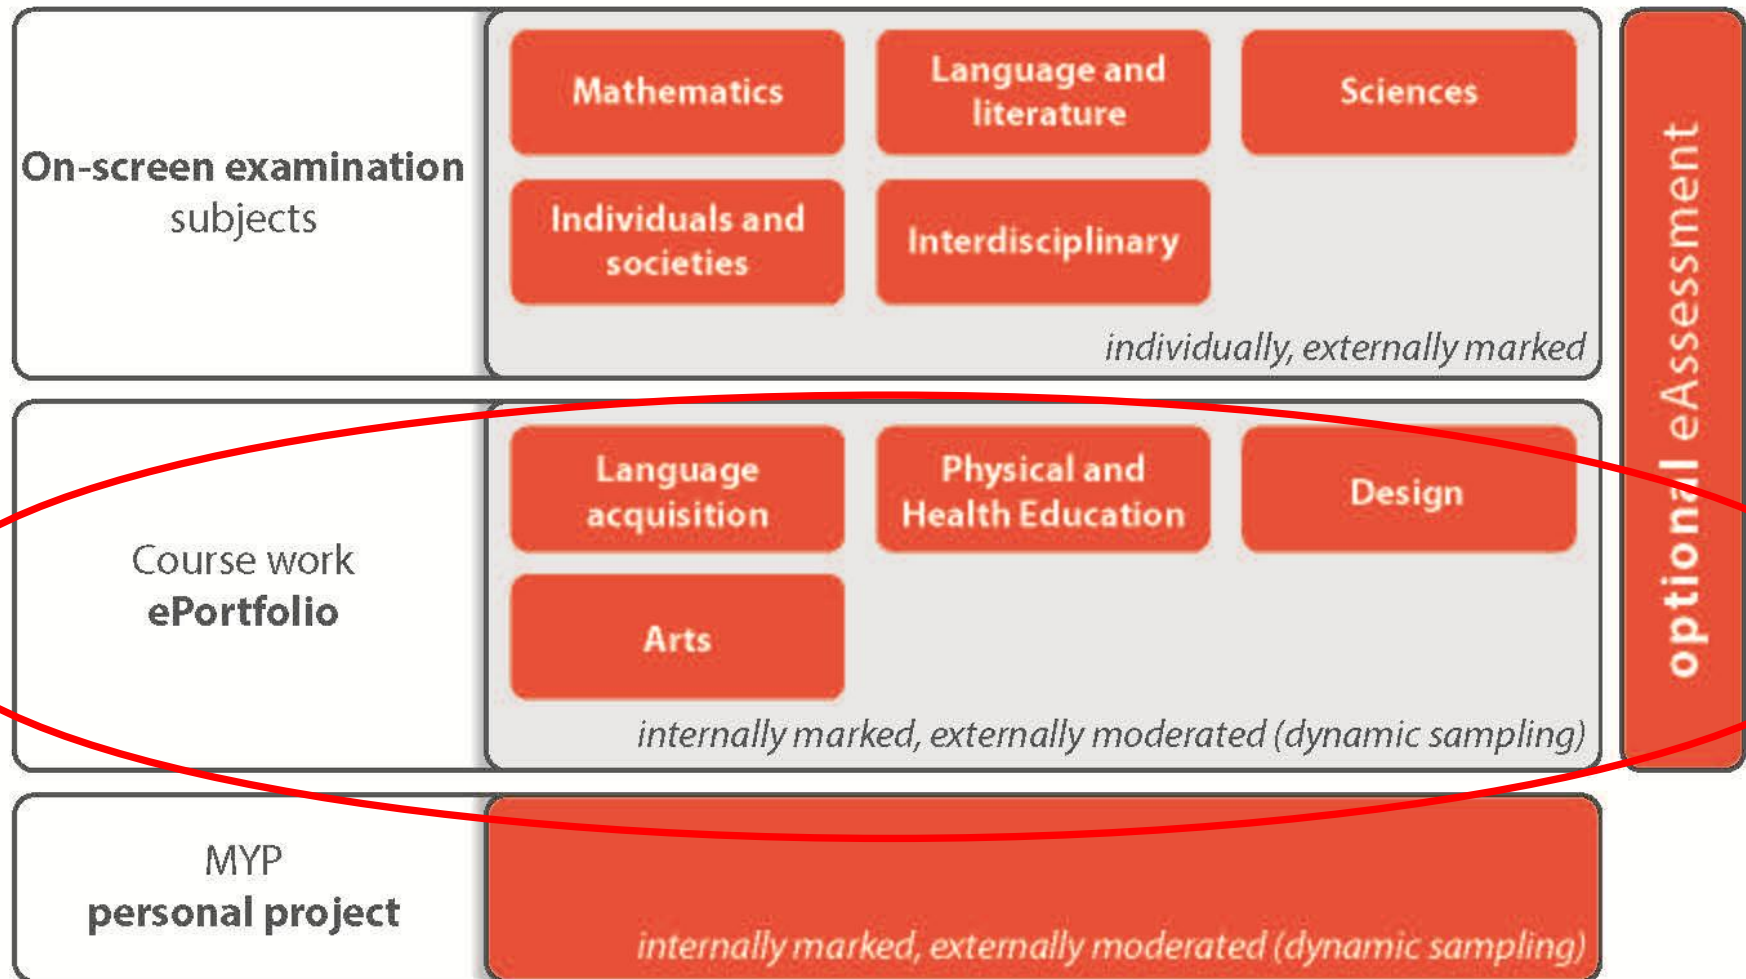 On-screen examination
subjects
Mathematics
Language and
literature
Sciences
Individuals and
societies
Interdisciplinary
individually, externally marked
Course work
ePortfolio
Language
acquisition
Physical and
Health Education
Design
Arts
internally marked, externally moderated (dynamic sampling)
MYP
personal project
internally marked, externally moderated (dynamic sampling)
optional eAssessment